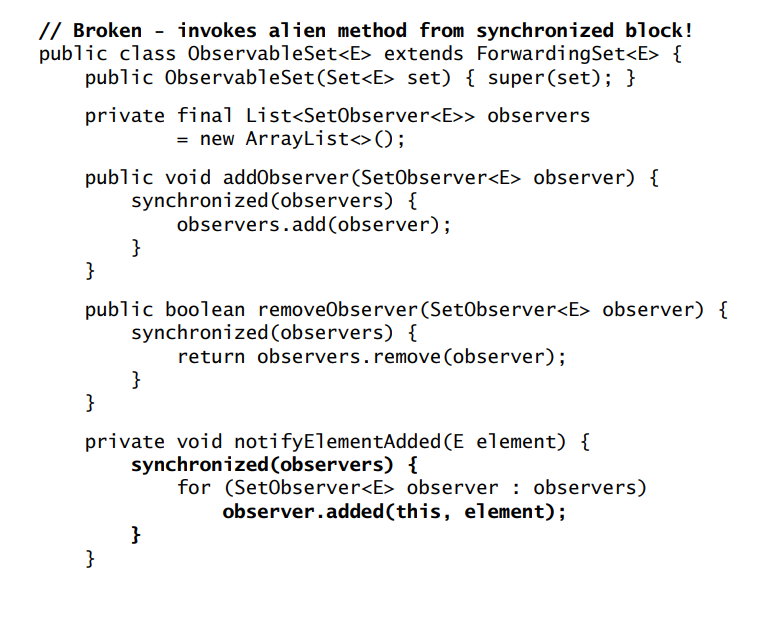 // Broken - invokes alien method from synchronized block!
public class ObservableSet<E> extends ForwardingSet<E> {
    public ObservableSet(Set<E> set) { super(set); }
    private final List<SetObserver<E>> observers
            = new ArrayList<>();
    public void addObserver(SetObserver<E> observer) {
        synchronized(observers) {
            observers.add(observer);
        }
    }
    public boolean removeObserver(SetObserver<E> observer) {
        synchronized(observers) {
            return observers.remove(observer);
        }
    }
    private void notifyElementAdded(E element) {
        synchronized(observers) {
            for (SetObserver<E> observer : observers)
                observer.added(this, element);
        }
    }